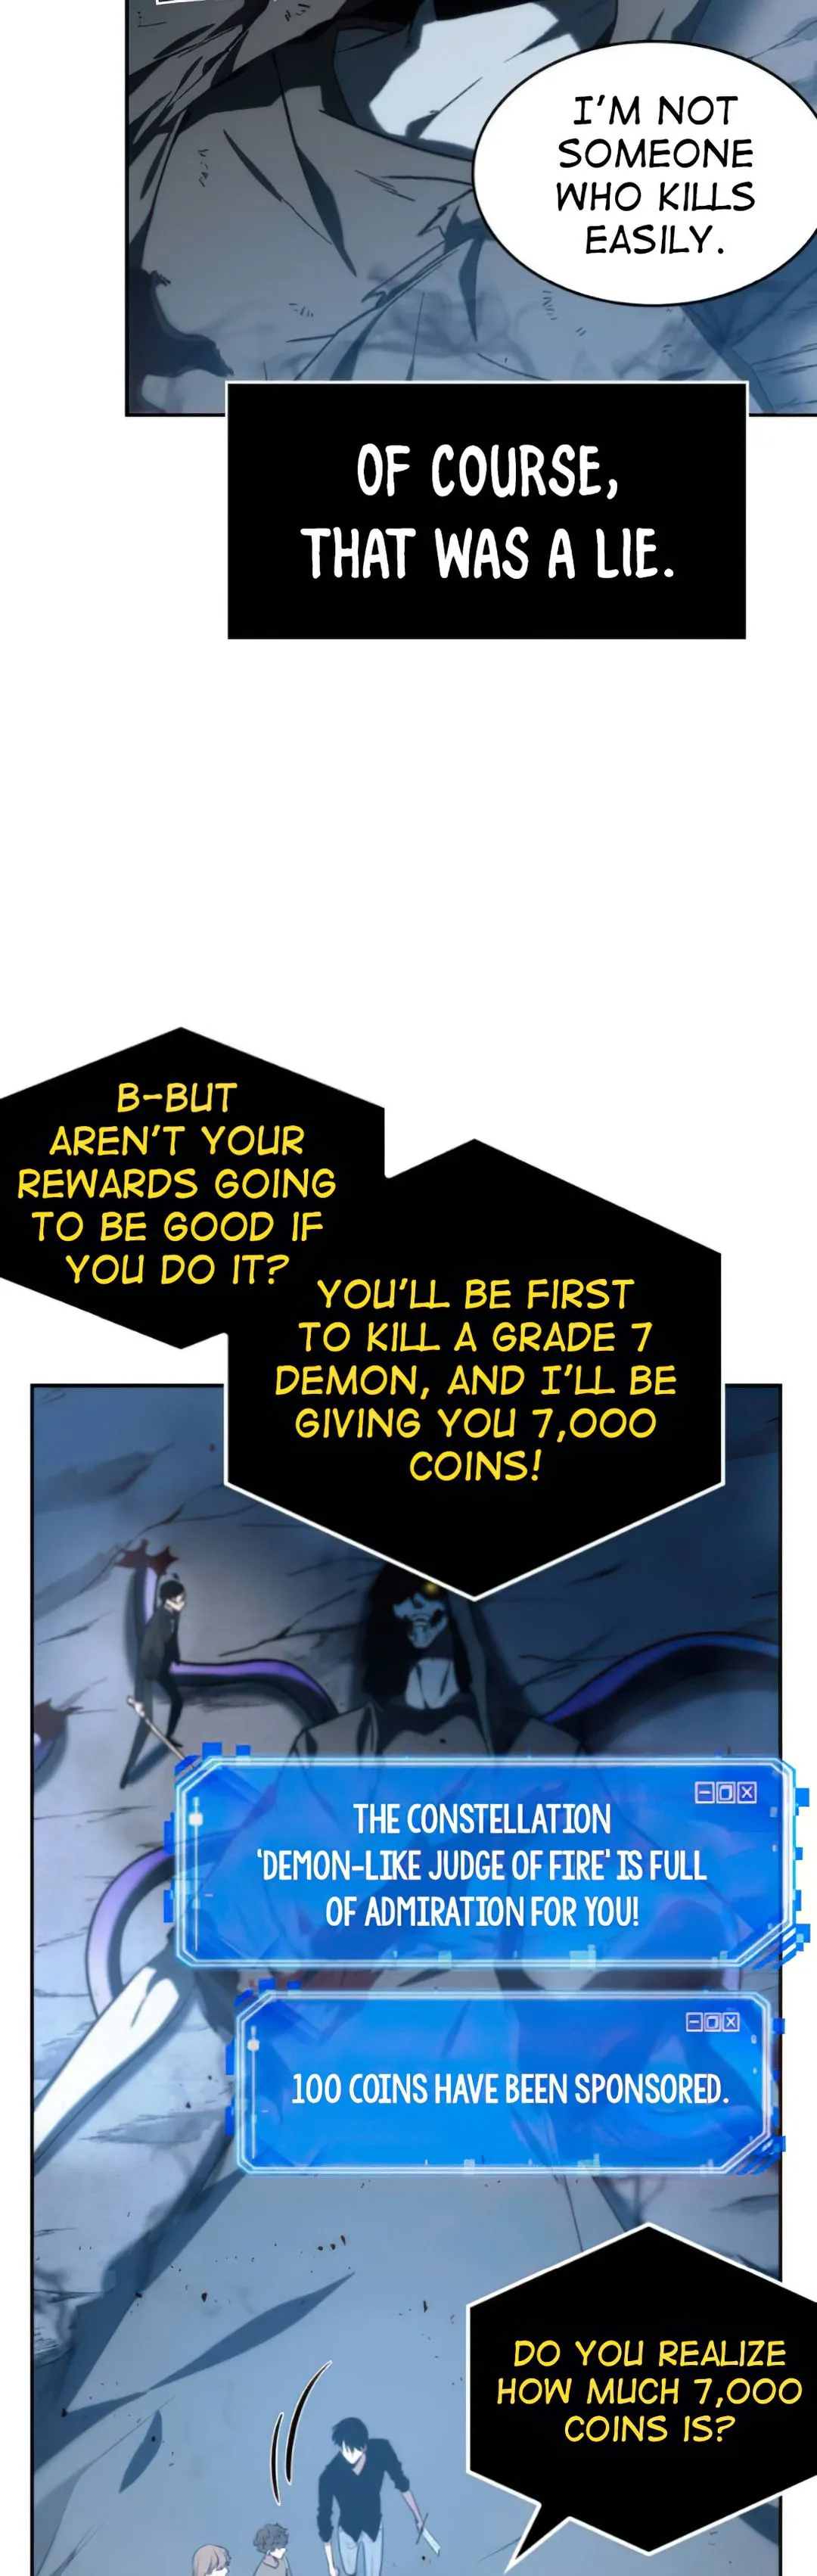 I'M NOT
SOMEONE
WHO KILLS
EASILY.
OF COURSE,
THAT WAS A LIE.
B-BUT
AREN'T YOUR
REWARDS GOING
TO BE GOOD IF
YOU DO IT?
YOU'LL BE FIRST
TO KILL A GRADE 7
DEMON, AND I'LL BE
GIVING YOU 7,000
COINS!
THE CONSTELLATION
'DEMON-LIKE JUDGE OF FIRE' IS FULL
OF ADMIRATION FOR YOU!
100 COINS HAVE BEEN SPONSORED.
DO YOU REALIZE
HOW MUCH 7,000
COINS IS?